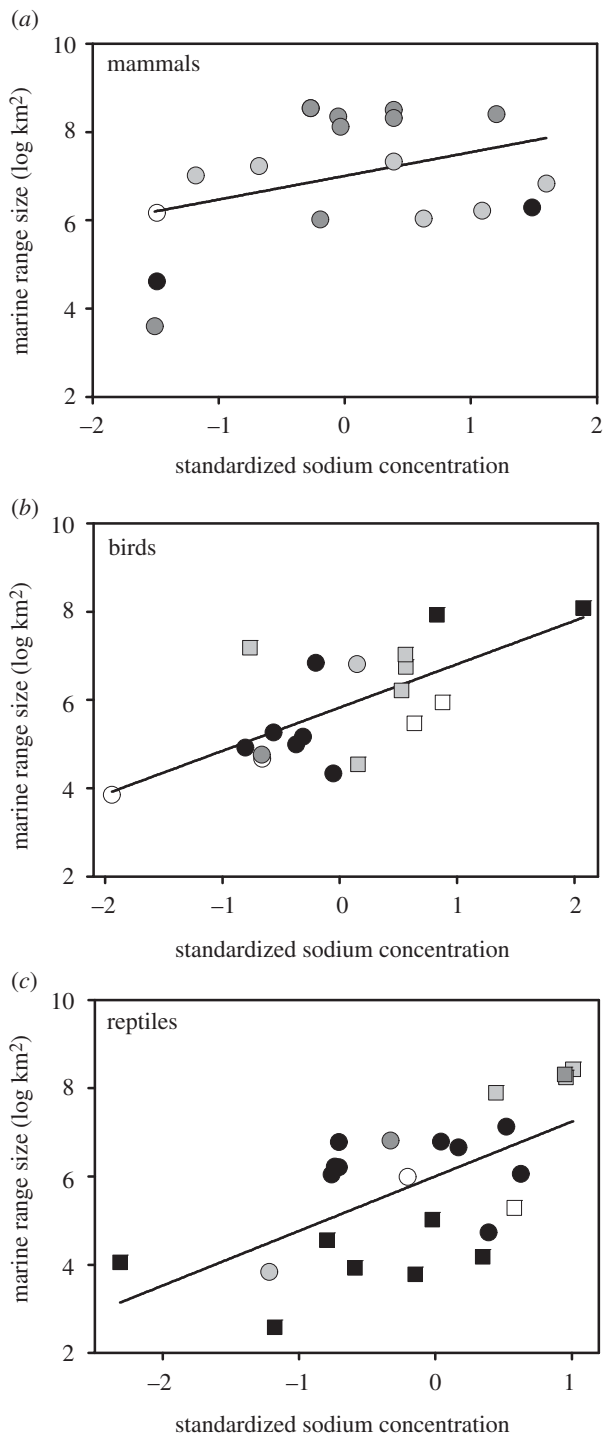 (a)
10
mammals
8
6
4
2
marine range size (log km²)
–2 –1 0 1 2
standardized sodium concentration
(b)
10
birds
8
6
4
2
marine range size (log km²)
–2 –1 0 1 2
standardized sodium concentration
(c)
10
reptiles
8
6
4
2
marine range size (log km²)
–2 –1 0 1
standardized sodium concentration